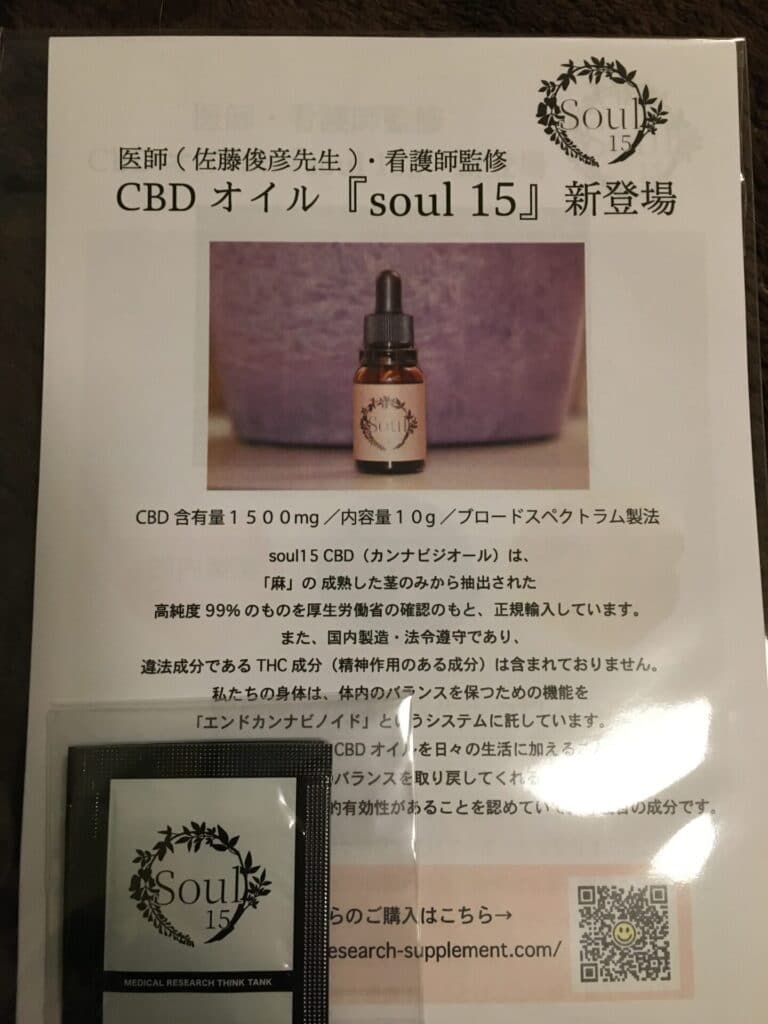 Soul
15
医師(佐藤俊彦先生)・看護師監修
CBD オイル『soul 15』新登場
Soul
CBD 含有量1500mg/内容量10g/ブロードスペクトラム製法
soul15 CBD(カンナビジオール)は、
「麻」の 成熟した茎のみから抽出された
高純度 99% のものを厚生労働省の確認のもと、正規輸入しています。
また、国内製造・法令遵守であり、
違法成分である THC 成分(精神作用のある成分)は含まれておりません。
私たちの身体は、体内のバランスを保つための機能を
「エンドカンナビノイド」というシステムに託しています。
CBD オイルを日々の生活に加える
バランスを取り戻してくれる
的有効性があることを認めてい
の成分です。
らのご購入はこちら→
esearch-supplement.com/
Soul
15
MEDICAL RESEARCH THINK TANK